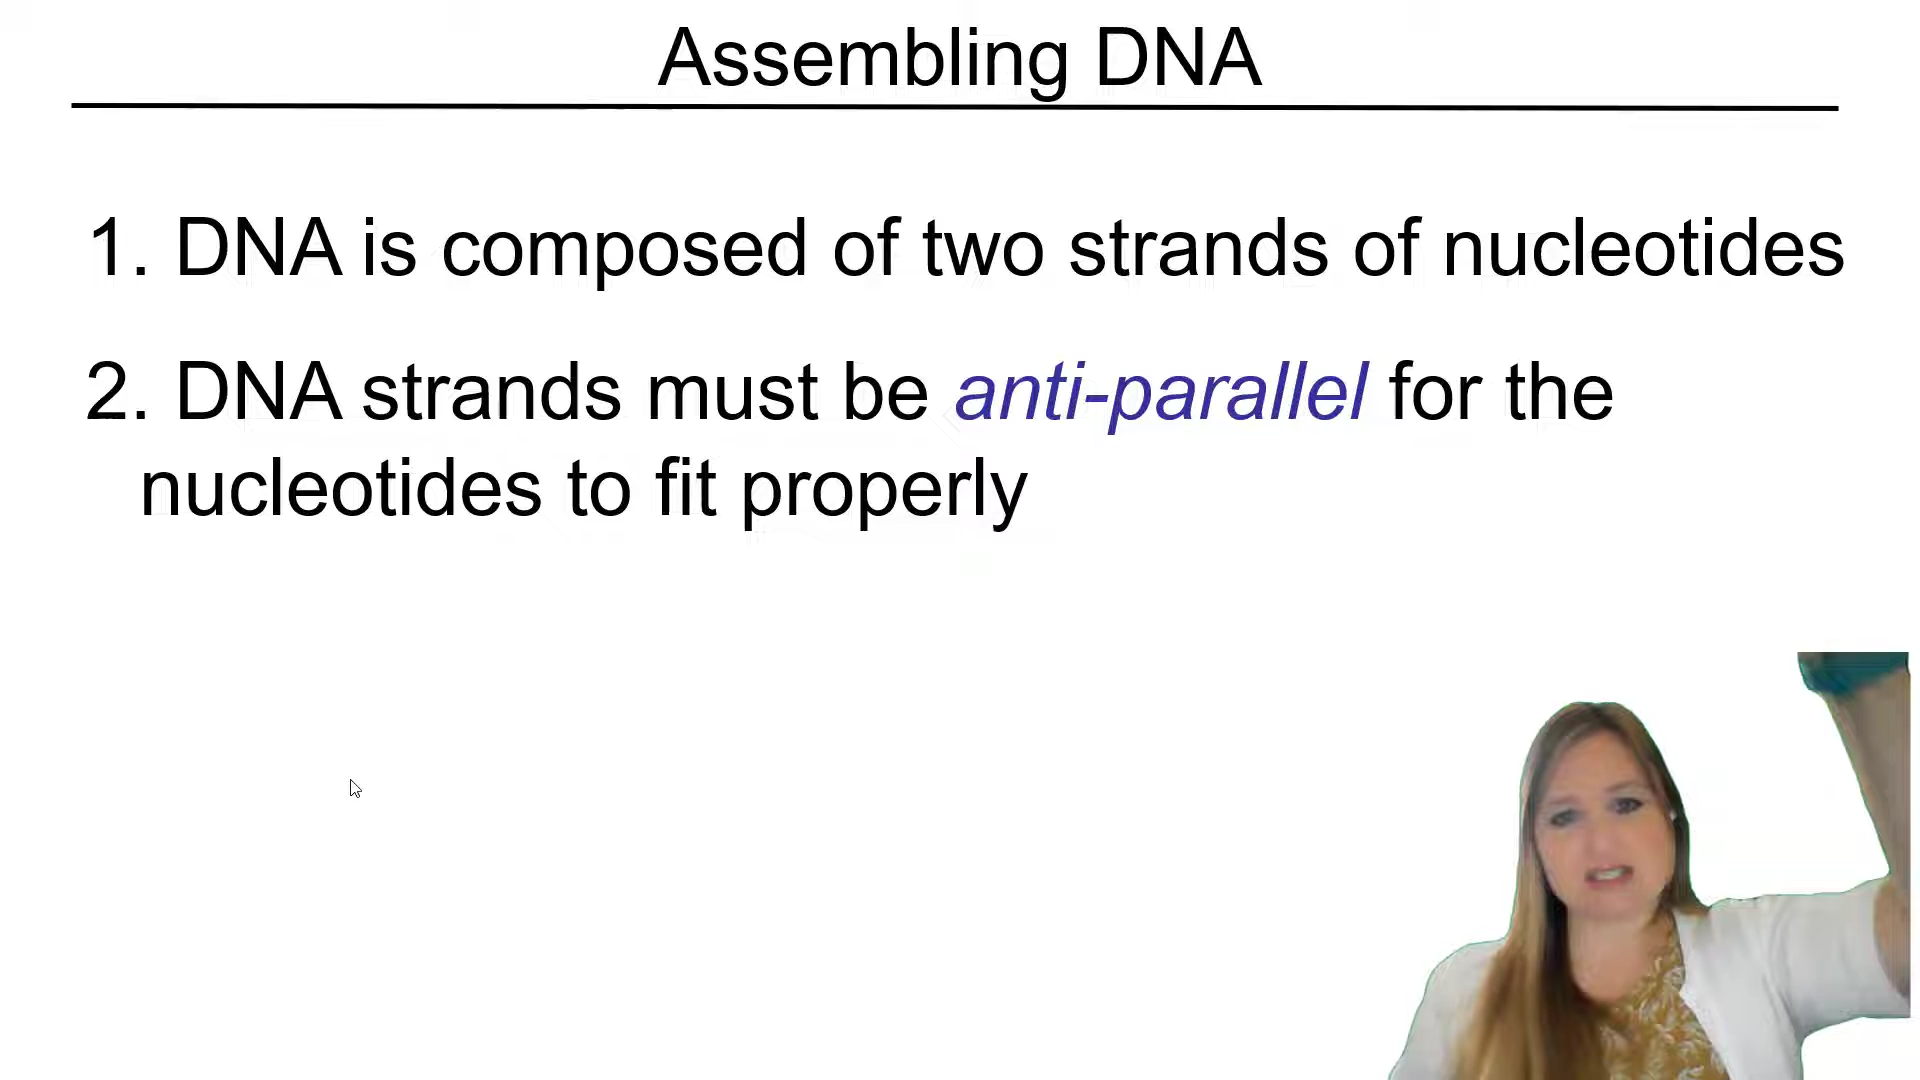 Assembling DNA
1. DNA is composed of two strands of nucleotides
2. DNA strands must be anti-parallel for the
nucleotides to fit properly